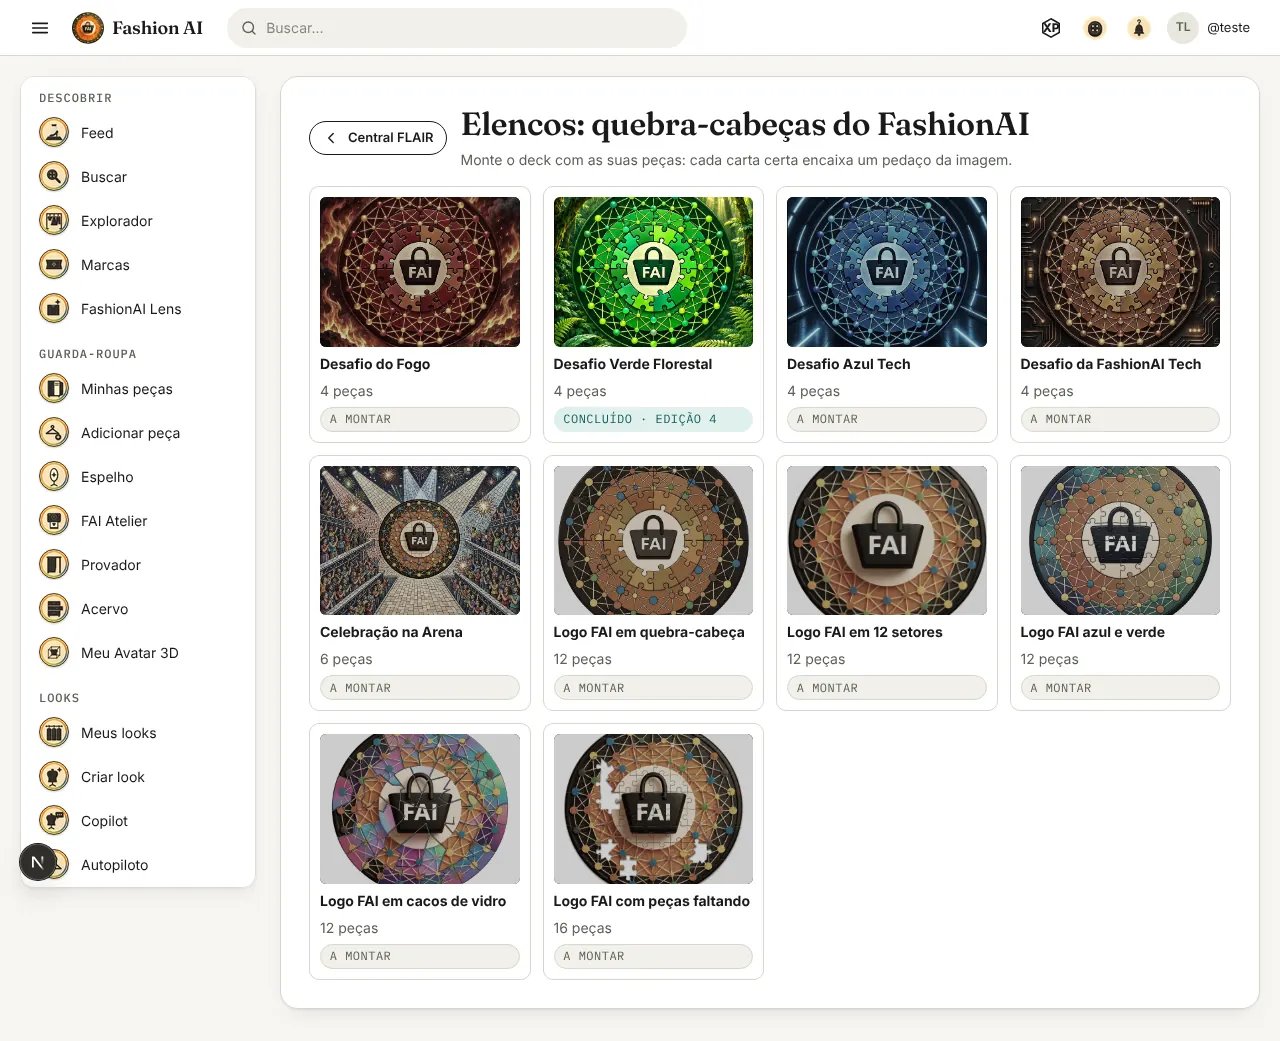 Fashion AI
Buscar...
XP
TL
@teste
DESCOBRIR
Feed
Buscar
Explorador
Marcas
FashionAI Lens
GUARDA-ROUPA
Minhas peças
Adicionar peça
Espelho
FAI Atelier
Provador
Acervo
Meu Avatar 3D
LOOKS
Meus looks
Criar look
Copilot
N
Autopiloto
Central FLAIR
Elencos: quebra-cabeças do FashionAI
Monte o deck com as suas peças: cada carta certa encaixa um pedaço da imagem.
FAI
Desafio do Fogo
4 peças
A MONTAR
FAI
Desafio Verde Florestal
4 peças
CONCLUÍDO · EDIÇÃO 4
FAI
Desafio Azul Tech
4 peças
A MONTAR
FAI
Desafio da FashionAI Tech
4 peças
A MONTAR
FAI
Celebração na Arena
6 peças
A MONTAR
FAI
Logo FAI em quebra-cabeça
12 peças
A MONTAR
FAI
Logo FAI em 12 setores
12 peças
A MONTAR
FAI
Logo FAI azul e verde
12 peças
A MONTAR
FAI
Logo FAI em cacos de vidro
12 peças
A MONTAR
FAI
Logo FAI com peças faltando
16 peças
A MONTAR